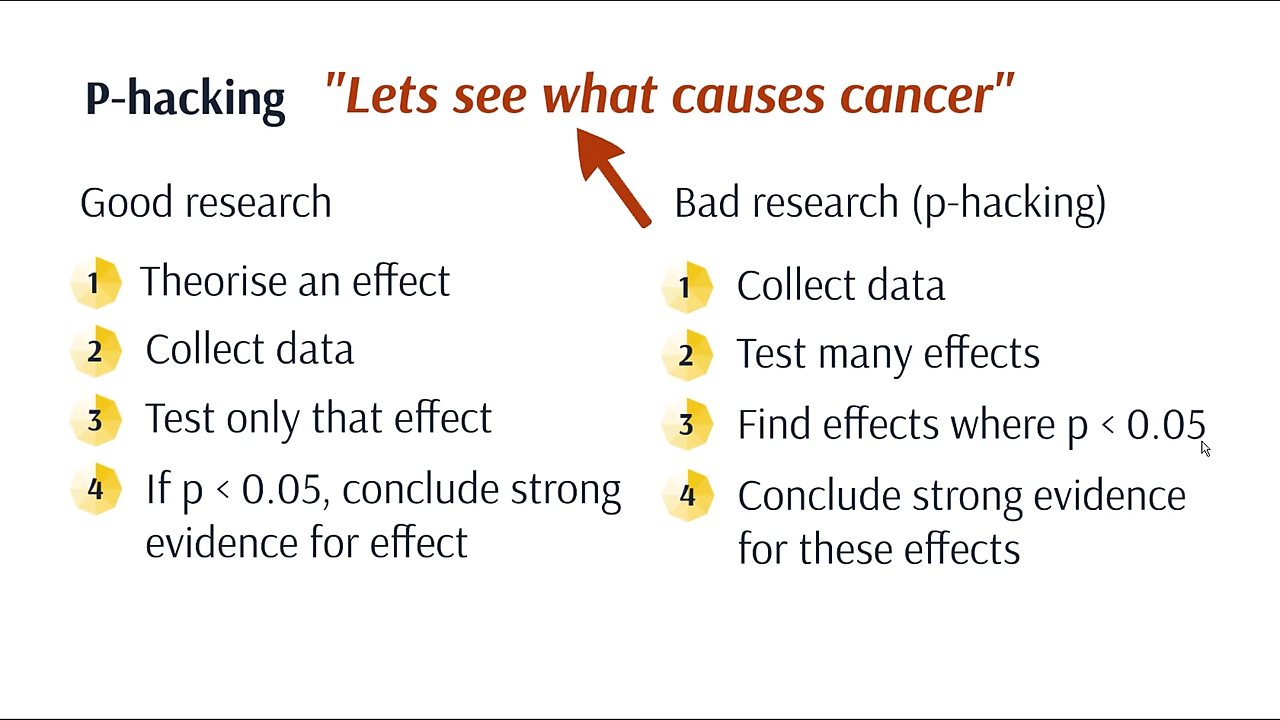 P-hacking "Lets see what causes cancer"
Good research
1 Theorise an effect
2 Collect data
3 Test only that effect
4 If p < 0.05, conclude strong
evidence for effect
Bad research (p-hacking)
1 Collect data
2 Test many effects
3 Find effects where p < 0.05
4 Conclude strong evidence
for these effects